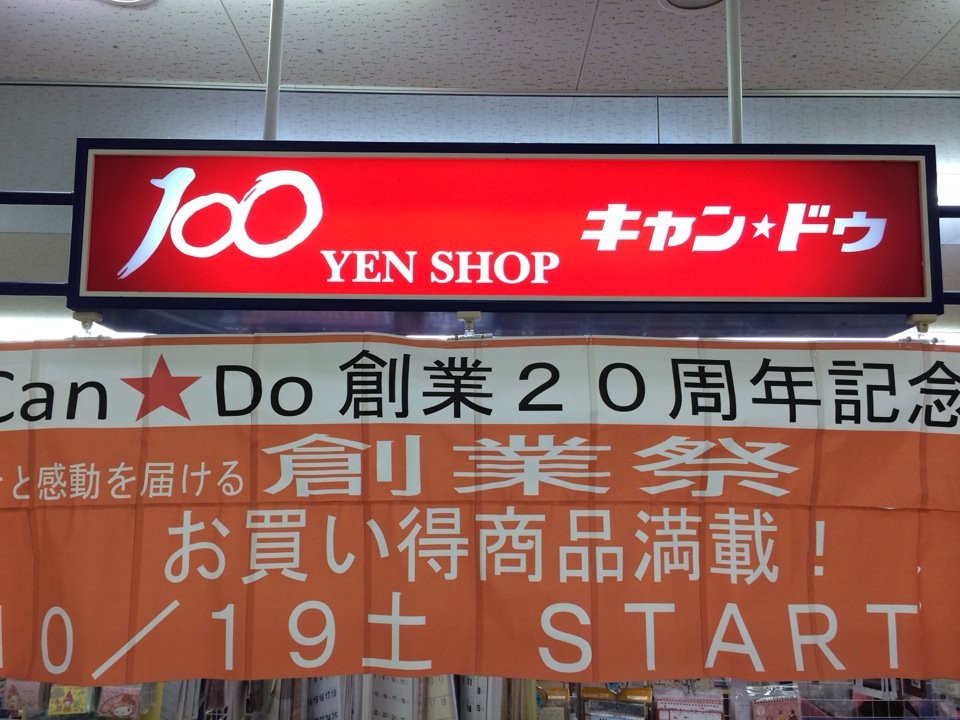 100 YEN SHOP キャン★ドゥ
Can★Do 創業20周年記念
と感動を届ける 創業祭
お買い得商品満載!
10/19土 START